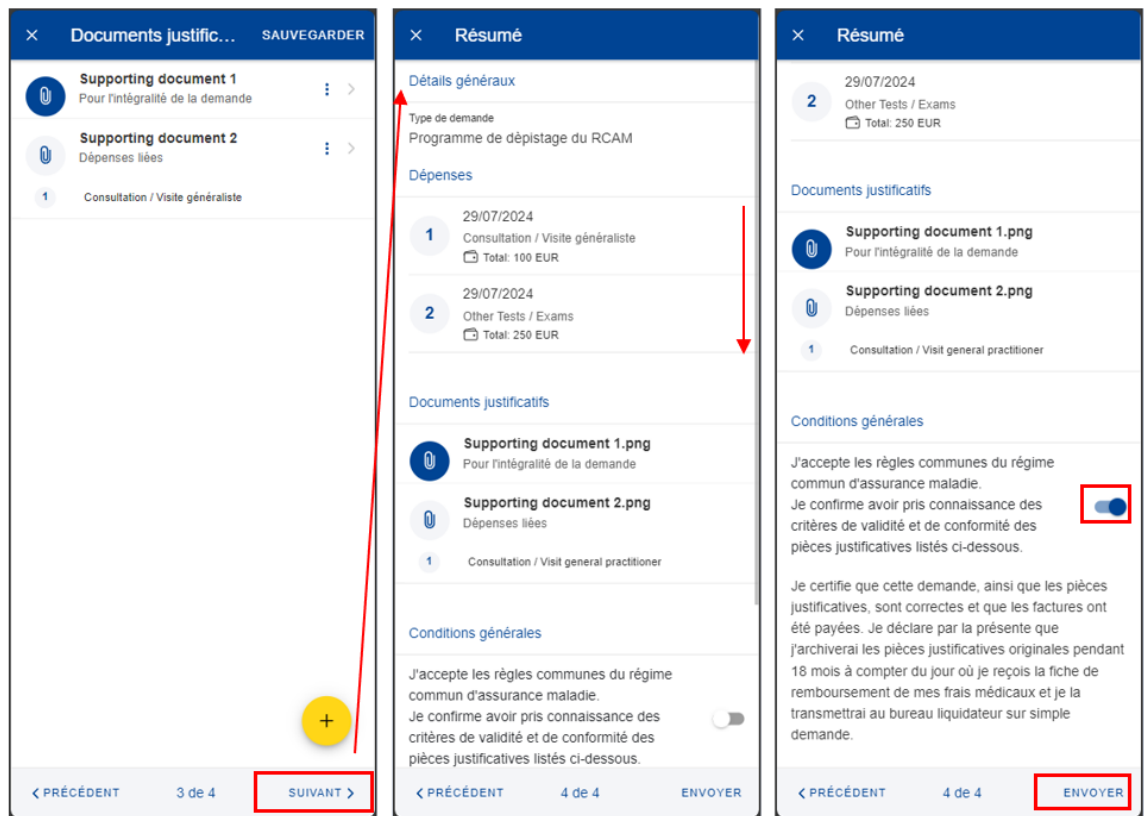 Documents justific... SAUVEGARDER
Supporting document 1
Pour l'intégralité de la demande
Supporting document 2
Dépenses liées
1 Consultation / Visite généraliste
+
PRÉCÉDENT 3 de 4 SUIVANT
Résumé
Détails généraux
Type de demande
Programme de dépistage du RCAM
Dépenses
29/07/2024
1 Consultation / Visite généraliste
Total: 100 EUR
29/07/2024
2 Other Tests / Exams
Total: 250 EUR
Documents justificatifs
Supporting document 1.png
Pour l'intégralité de la demande
Supporting document 2.png
Dépenses liées
1 Consultation / Visit general practitioner
Conditions générales
J'accepte les règles communes du régime
commun d'assurance maladie.
Je confirme avoir pris connaissance des
critères de validité et de conformité des
pièces justificatives listés ci-dessous.
PRÉCÉDENT 4 de 4 ENVOYER
Résumé
29/07/2024
2 Other Tests / Exams
Total: 250 EUR
Documents justificatifs
Supporting document 1.png
Pour l'intégralité de la demande
Supporting document 2.png
Dépenses liées
1 Consultation / Visit general practitioner
Conditions générales
J'accepte les règles communes du régime
commun d'assurance maladie.
Je confirme avoir pris connaissance des
critères de validité et de conformité des
pièces justificatives listés ci-dessous.
Je certifie que cette demande, ainsi que les pièces
justificatives, sont correctes et que les factures ont
été payées. Je déclare par la présente que
j'archiverai les pièces justificatives originales pendant
18 mois à compter du jour où je reçois la fiche de
remboursement de mes frais médicaux et je la
transmettrai au bureau liquidateur sur simple
demande.
PRÉCÉDENT 4 de 4 ENVOYER